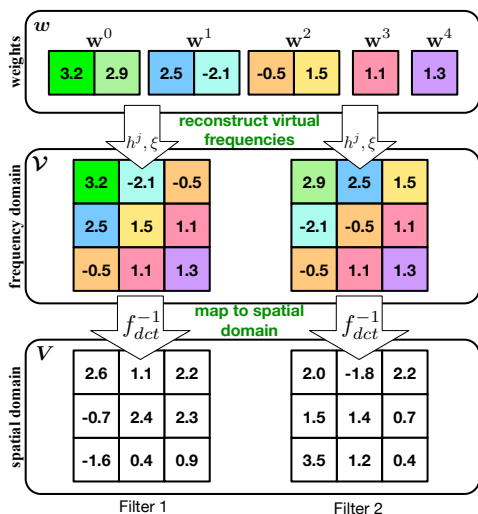 weights
w
w⁰ w¹ w² w³ w⁴
3.2 2.9 2.5 -2.1 -0.5 1.5 1.1 1.3
reconstruct virtual
frequencies
hʲ, ξ hʲ, ξ
frequency domain
𝒱
3.2 -2.1 -0.5 2.9 2.5 1.5
2.5 1.5 1.1 -2.1 -0.5 1.1
-0.5 1.1 1.3 -0.5 1.1 1.3
map to spatial
domain
f⁻¹dct f⁻¹dct
spatial domain
V
2.6 1.1 2.2 2.0 -1.8 2.2
-0.7 2.4 2.3 1.5 1.4 0.7
-1.6 0.4 0.9 3.5 1.2 0.4
Filter 1 Filter 2